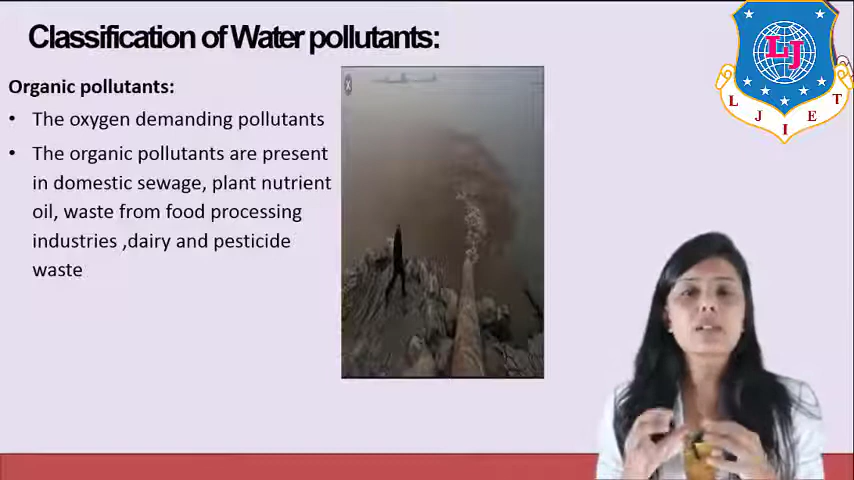 Classification of Water pollutants:
Organic pollutants:
• The oxygen demanding pollutants
• The organic pollutants are present
in domestic sewage, plant nutrient
oil, waste from food processing
industries ,dairy and pesticide
waste
LJ
L J I E T